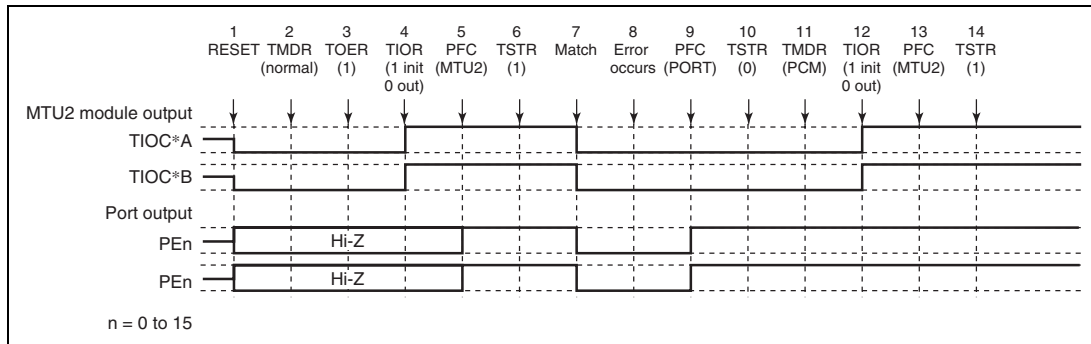 1 2 3 4 5 6 7 8 9 10 11 12 13 14
RESET TMDR TOER TIOR PFC TSTR Match Error PFC TSTR TMDR TIOR PFC TSTR
(normal) (1) (1 init (MTU2) (1) occurs (PORT) (0) (PCM) (1 init (MTU2) (1)
0 out) 0 out)
MTU2 module output
TIOC*A
TIOC*B
Port output
PEn Hi-Z
PEn Hi-Z
n = 0 to 15